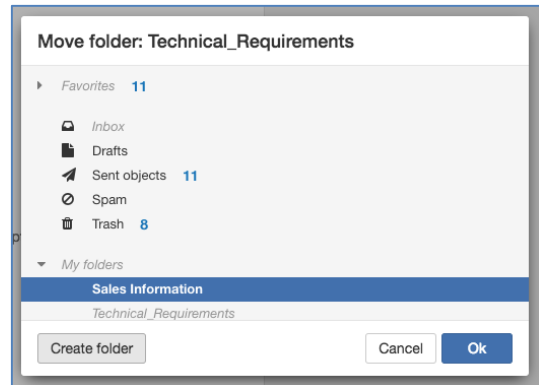 Move folder: Technical_Requirements
Favorites 11
Inbox
Drafts
Sent objects 11
Spam
Trash 8
My folders
Sales Information
Technical_Requirements
Create folder Cancel Ok